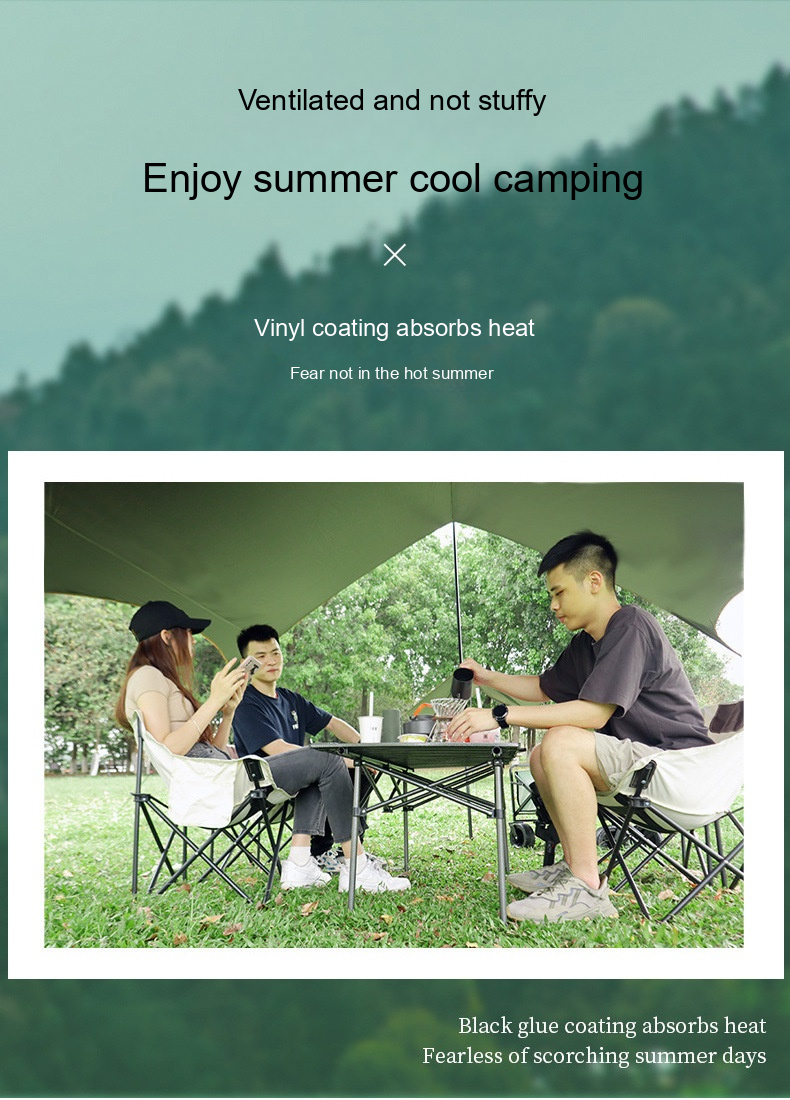 Ventilated and not stuffy
Enjoy summer cool camping
Vinyl coating absorbs heat
Fear not in the hot summer
Black glue coating absorbs heat
Fearless of scorching summer days